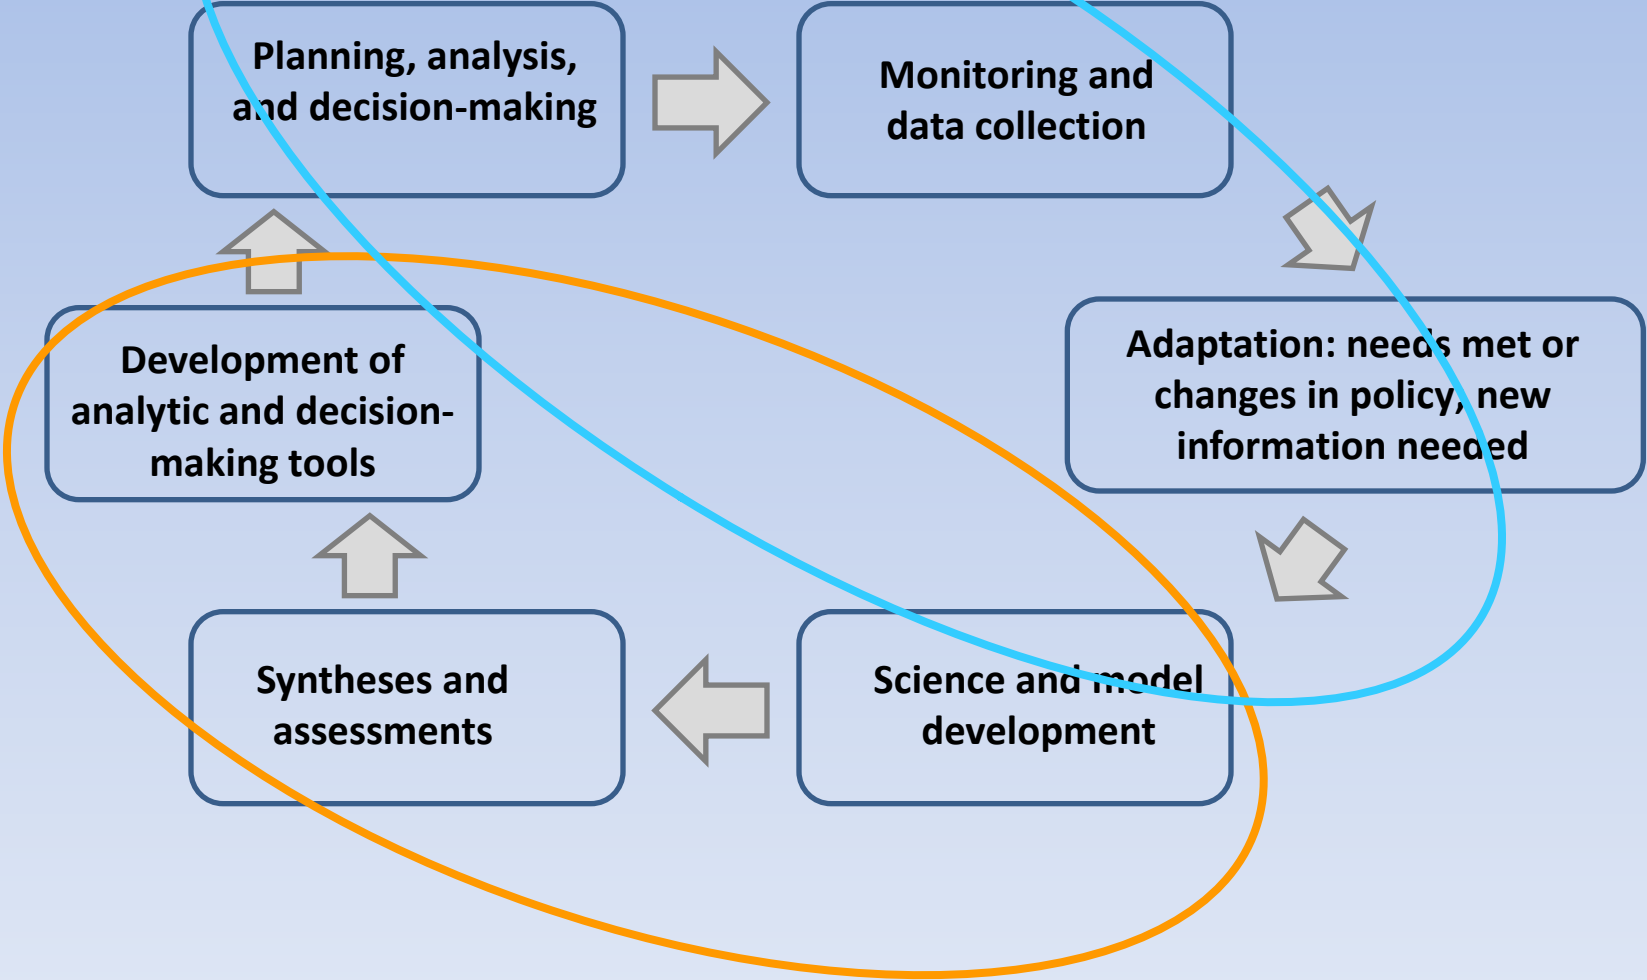 Planning, analysis,
and decision-making
Monitoring and
data collection
Adaptation: needs met or
changes in policy, new
information needed
Development of
analytic and decision-
making tools
Syntheses and
assessments
Science and model
development